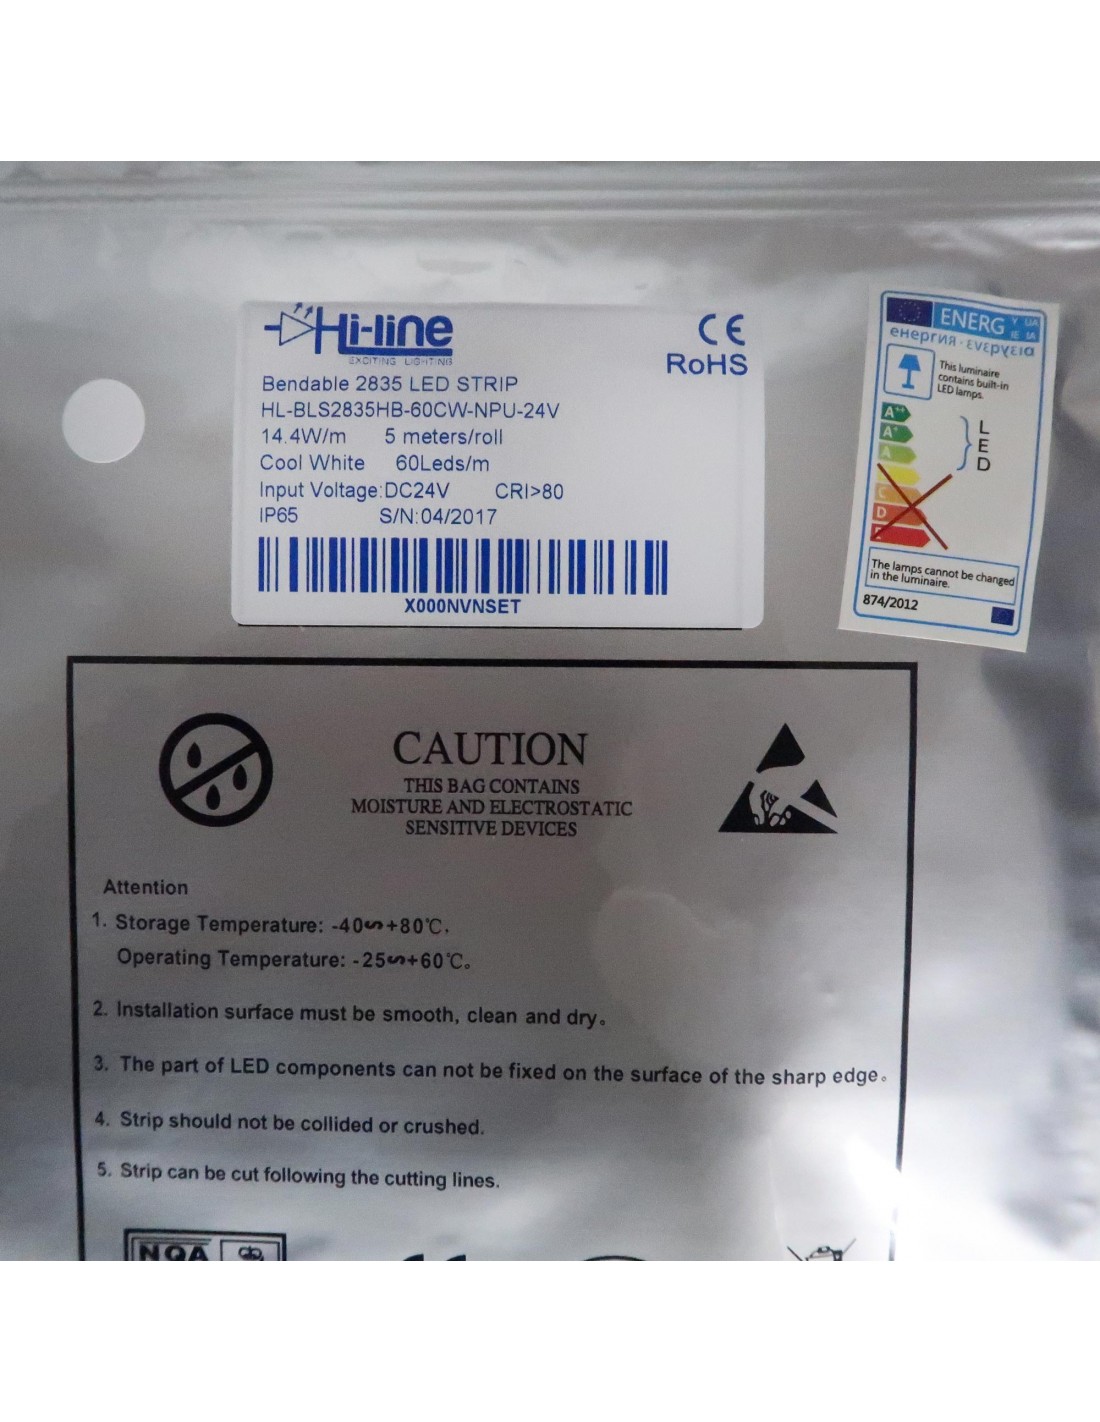 Hi-line
EXCITING LIGHTING
CE
RoHS
Bendable 2835 LED STRIP
HL-BLS2835HB-60CW-NPU-24V
14.4W/m 5 meters/roll
Cool White 60Leds/m
Input Voltage:DC24V CRI>80
IP65 S/N:04/2017
X000NVNSET
ENERG Y UA
IE IA
енергия · ενεργεια
This luminaire
contains built-in
LED lamps.
A++
A+
A
C
D
L
E
D
The lamps cannot be changed
in the luminaire.
874/2012
CAUTION
THIS BAG CONTAINS
MOISTURE AND ELECTROSTATIC
SENSITIVE DEVICES
Attention
1. Storage Temperature: -40∽+80℃.
Operating Temperature: -25∽+60℃。
2. Installation surface must be smooth, clean and dry。
3. The part of LED components can not be fixed on the surface of the sharp edge。
4. Strip should not be collided or crushed.
5. Strip can be cut following the cutting lines.
NQA